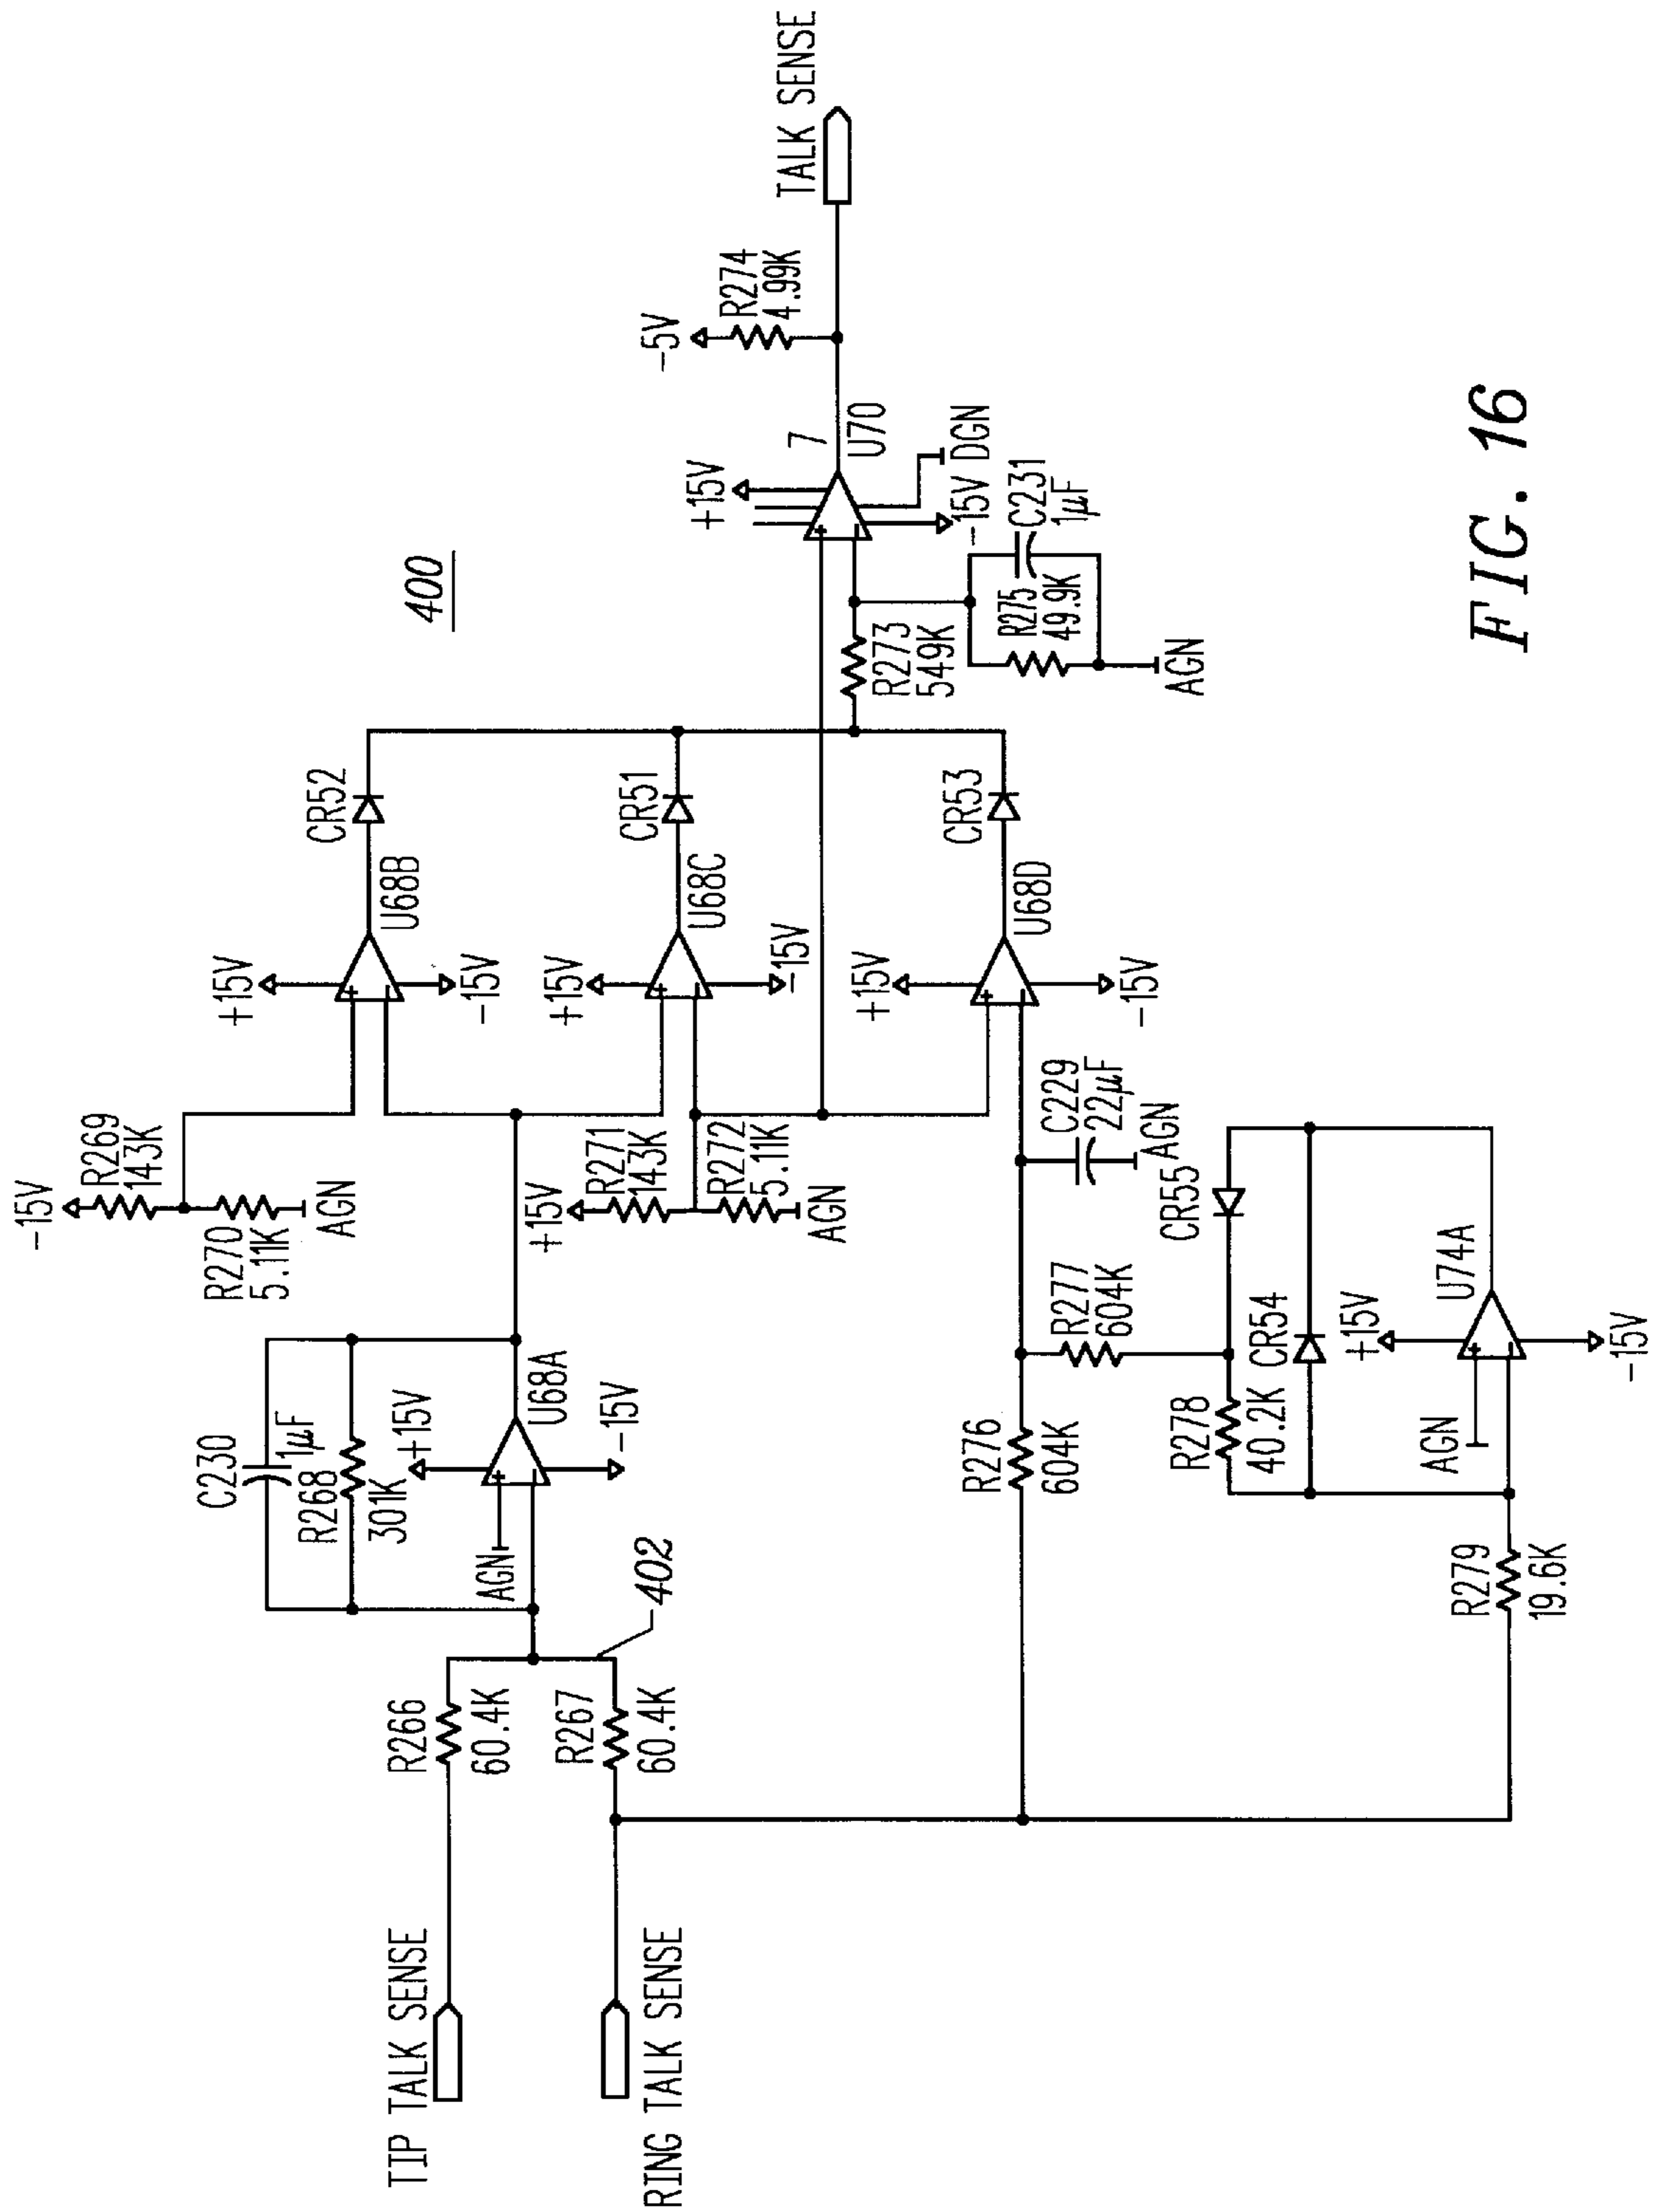 TIP TALK SENSE
RING TALK SENSE
R266
60.4K
R267
60.4K
402
C230
1µF
R268
301K
+15V
AGN
U68A
-15V
-15V
R269
143K
R270
5.11K
AGN
+15V
R271
143K
R272
5.11K
AGN
+15V
U68B
-15V
CR52
+15V
U68C
-15V
CR51
+15V
U68D
-15V
CR53
R276
604K
R277
604K
C229
22µF
AGN
R278
40.2K
CR55
CR54
+15V
U74A
AGN
-15V
R279
19.6K
400
R273
549K
R275
49.9K
C231
1µF
AGN
+15V
7
U70
-15V
DGN
-5V
R274
4.99K
TALK SENSE
FIG. 16